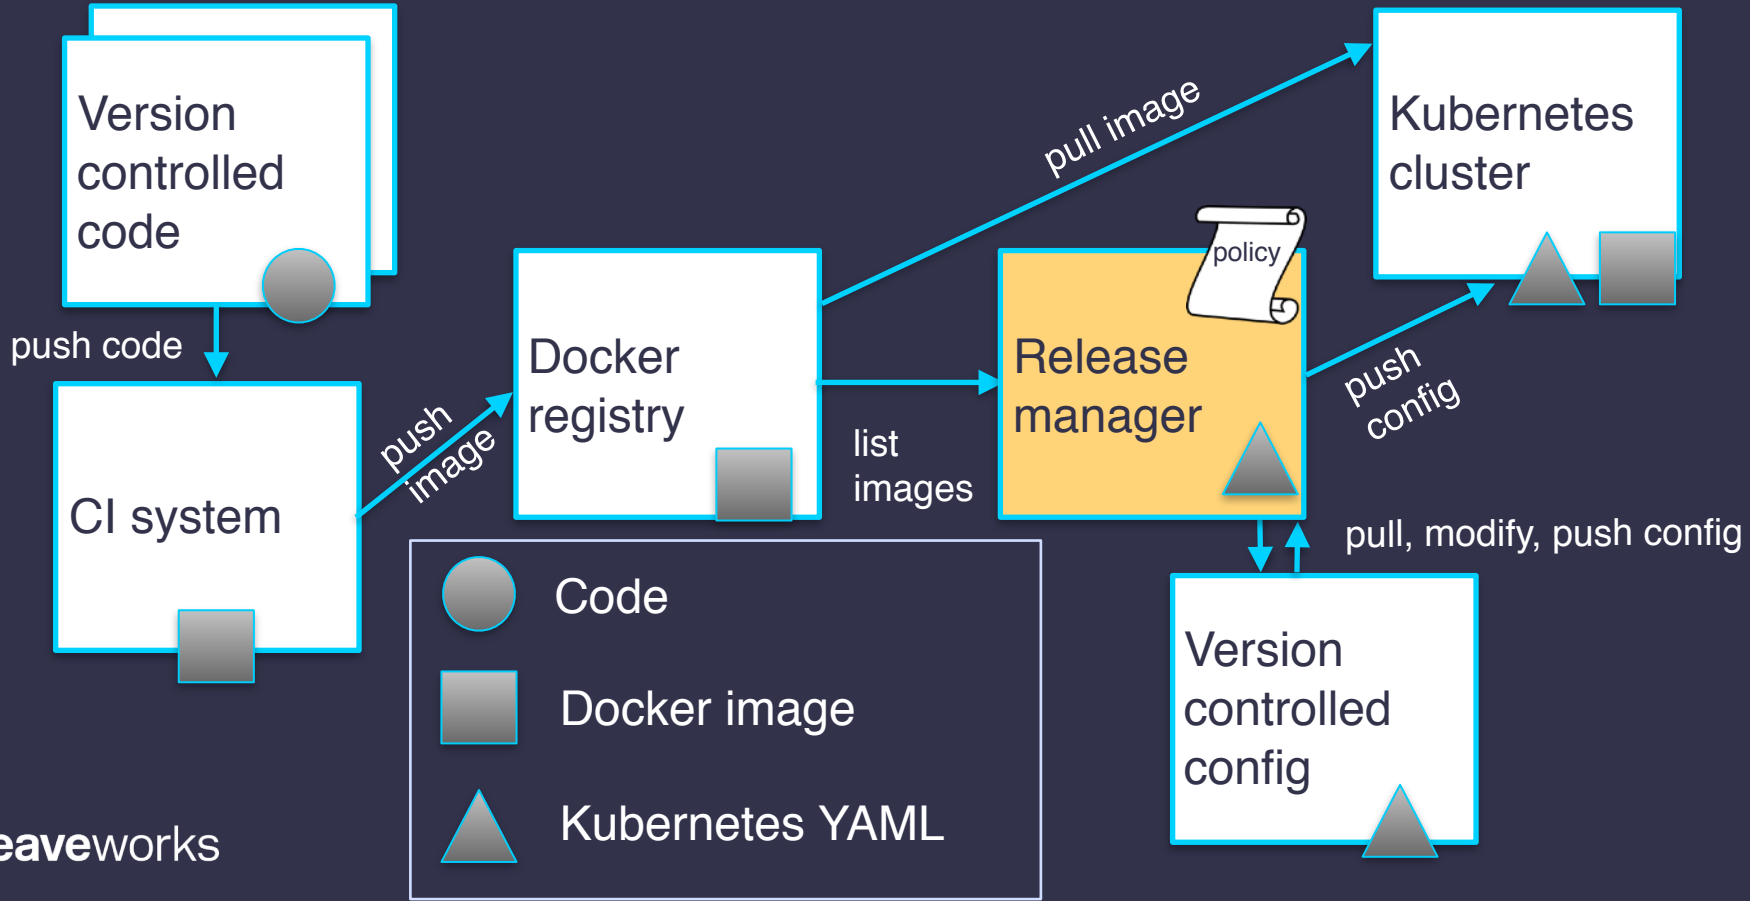 Version
controlled
code
push code
CI system
push
image
Docker
registry
list
images
pull image
policy
Release
manager
push
config
Kubernetes
cluster
pull, modify, push config
Version
controlled
config
Code
Docker image
Kubernetes YAML
eaveworks